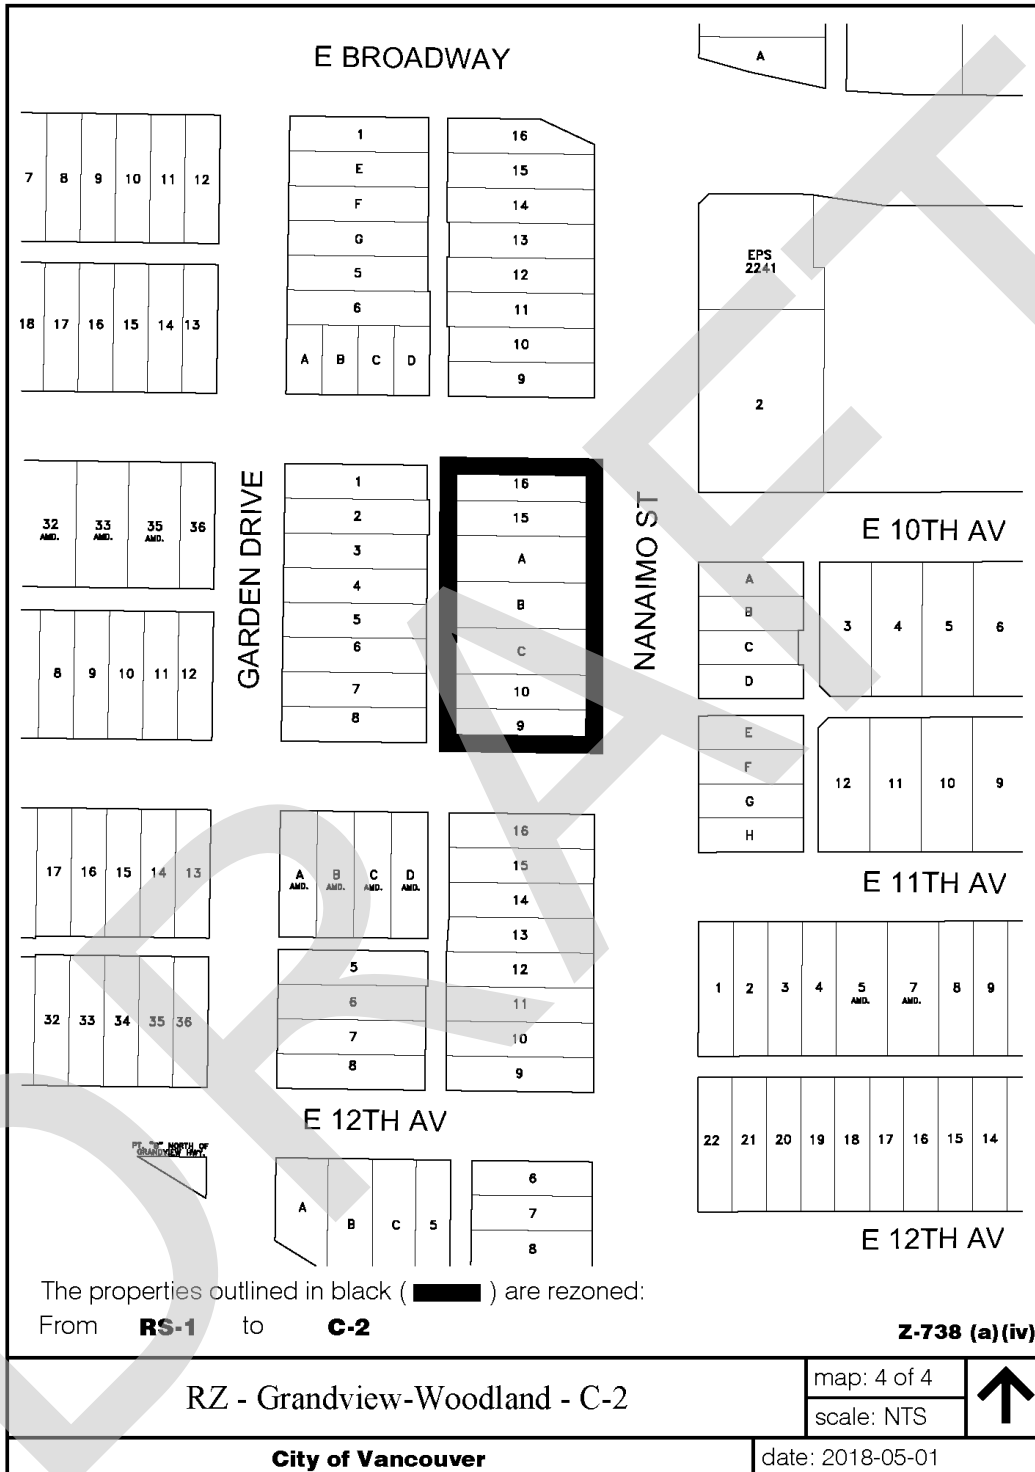 E BROADWAY
A
7 8 9 10 11 12
1
E
F
G
5
6
A B C D
16
15
14
13
12
11
10
9
18 17 16 15 14 13
EPS
2241
2
32 AMD. 33 AMD. 35 AMD. 36
GARDEN DRIVE
1
2
3
4
5
6
7
8
16
15
A
B
C
10
9
NANAIMO ST
E 10TH AV
8 9 10 11 12
A
B
C
D
3 4 5 6
E
F
G
H
12 11 10 9
E 11TH AV
17 16 15 14 13
A AMD. B AMD. C AMD. D AMD.
5
6
7
8
16
15
14
13
12
11
10
9
1 2 3 4 5 AMD. 7 AMD. 8 9
32 33 34 35 36
E 12TH AV
22 21 20 19 18 17 16 15 14
E 12TH AV
PT. "B" NORTH OF
GRANDVIEW HWY.
A B C 5
6
7
8
DRAFT
The properties outlined in black ( ) are rezoned:
From RS-1 to C-2
Z-738 (a)(iv)
RZ - Grandview-Woodland - C-2
map: 4 of 4
scale: NTS
City of Vancouver
date: 2018-05-01